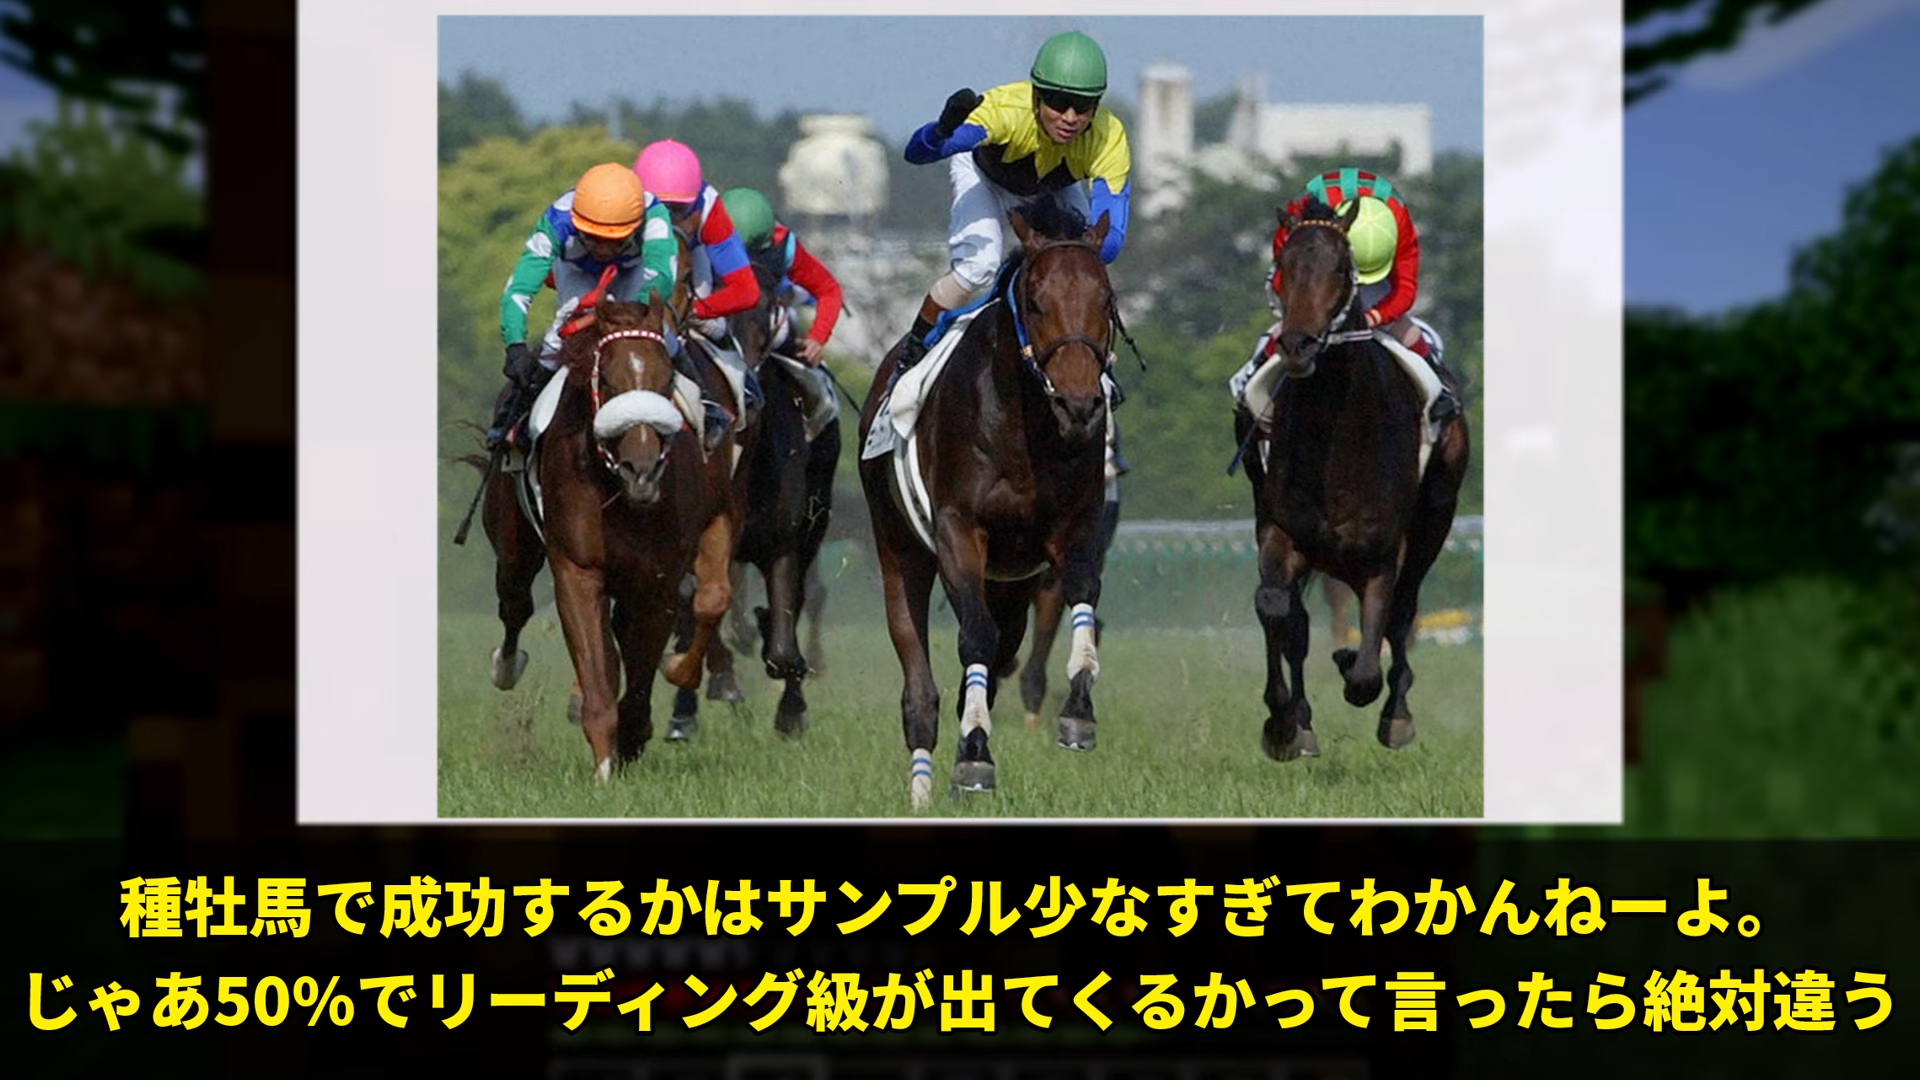 種牡馬で成功するかはサンプル少なすぎてわかんねーよ。
じゃあ50%でリーディング級が出てくるかって言ったら絶対違う